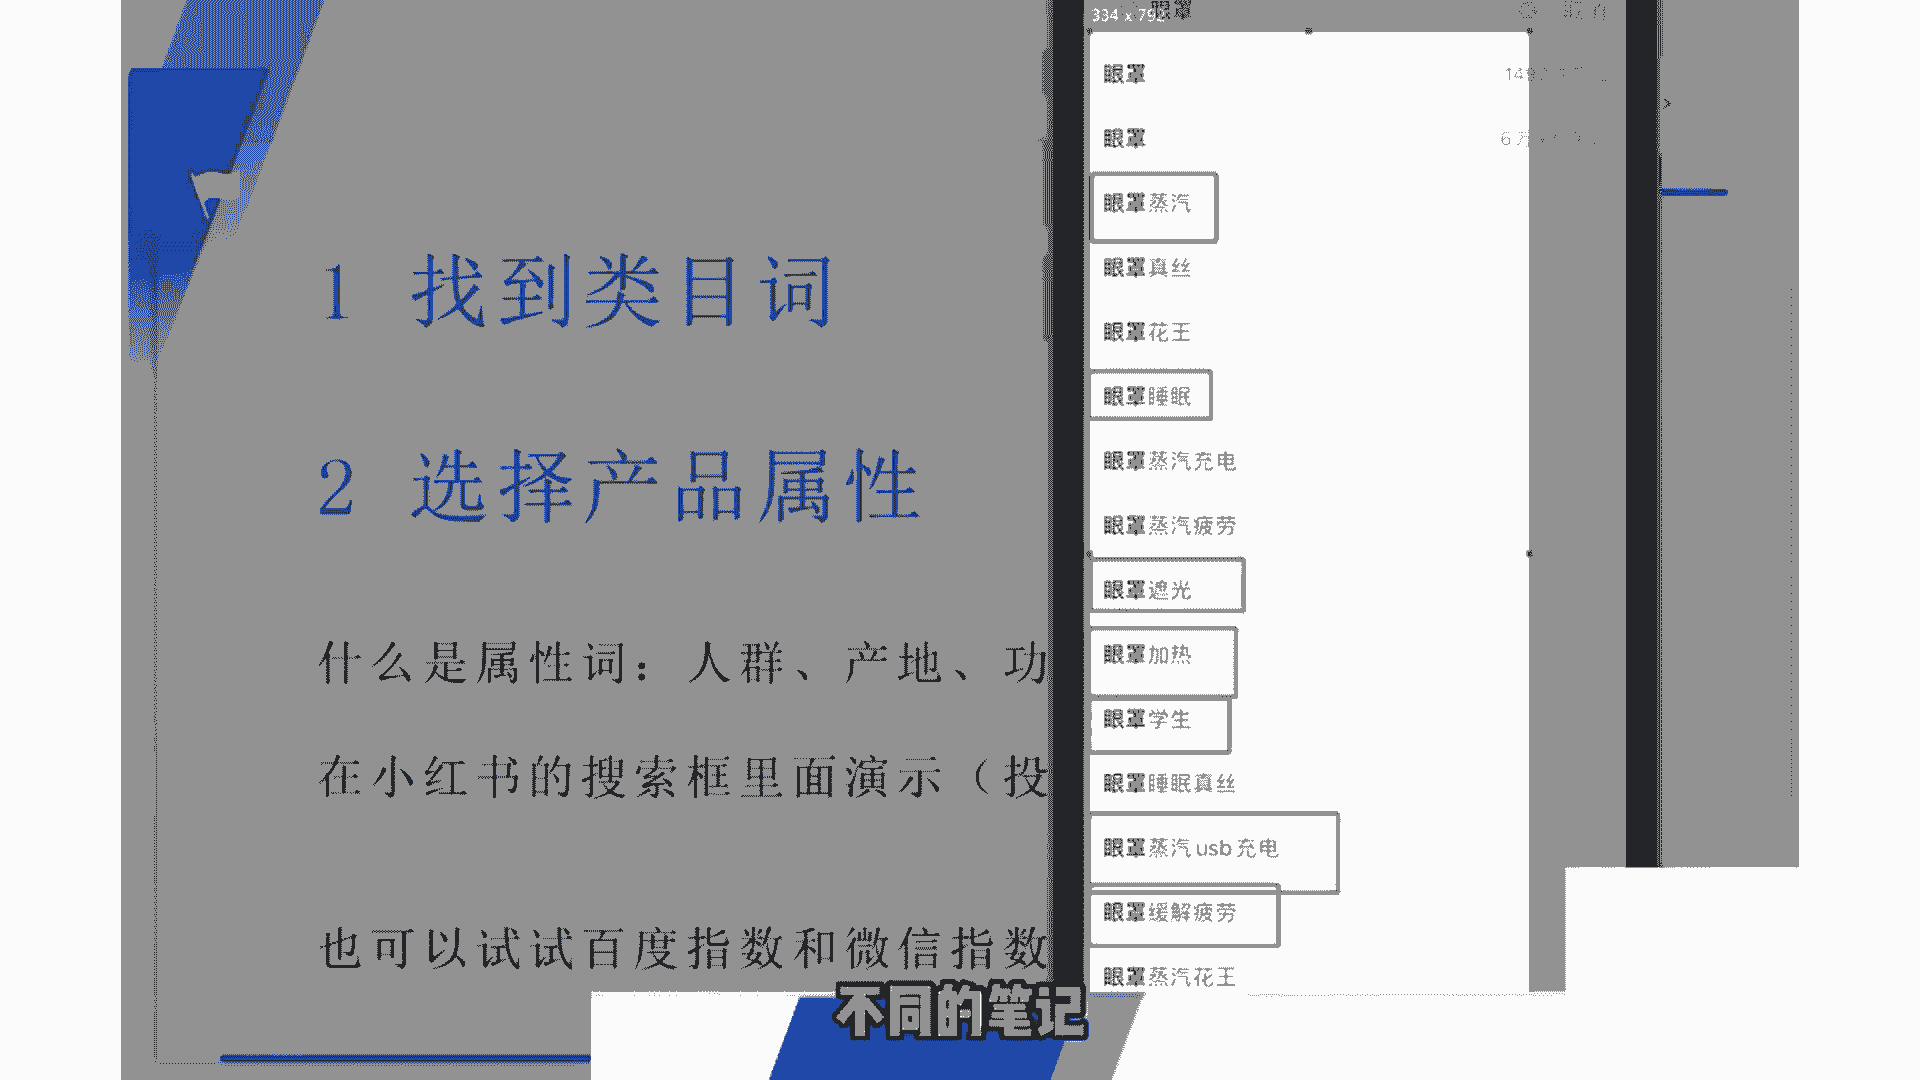 1 找到类目词
2 选择产品属性
什么是属性词：人群、产地、功
在小红书的搜索框里面演示（投
也可以试试百度指数和微信指数
334 x 792
眼罩
眼罩
眼罩
6万
眼罩蒸汽
眼罩真丝
眼罩花王
眼罩睡眠
眼罩蒸汽充电
眼罩蒸汽疲劳
眼罩遮光
眼罩加热
眼罩学生
眼罩睡眠真丝
眼罩蒸汽usb充电
眼罩缓解疲劳
眼罩蒸汽花王
不同的笔记